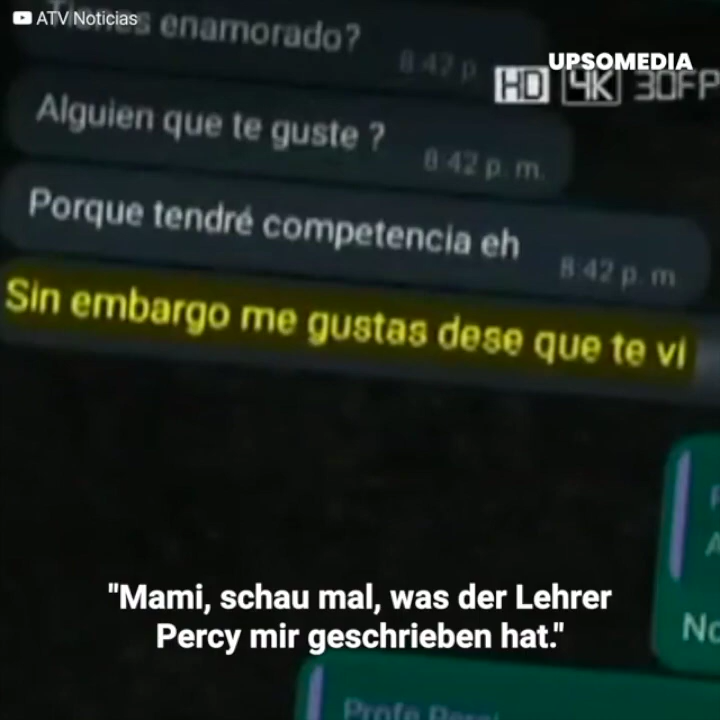 ATV Noticias
UPSOMEDIA
HD 4K 30FP
enamorado?
8:42 p
Alguien que te guste ?
8:42 p. m.
Porque tendré competencia eh
8:42 p. m
Sin embargo me gustas dese que te vi
No
"Mami, schau mal, was der Lehrer
Percy mir geschrieben hat."
Profe